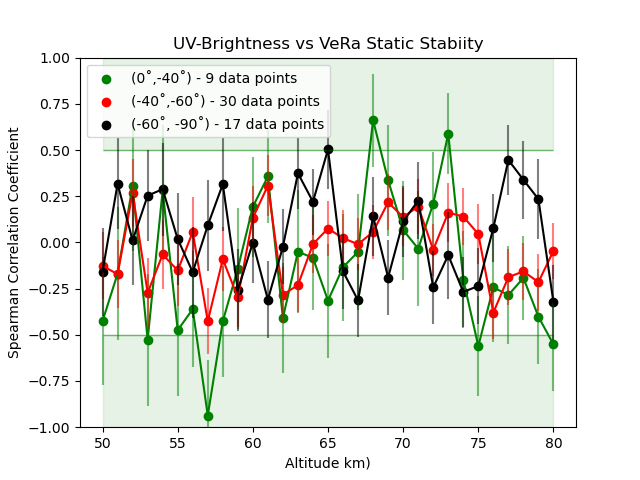 UV-Brightness vs VeRa Static Stabiity
(0˚,-40˚) - 9 data points
(-40˚,-60˚) - 30 data points
(-60˚, -90˚) - 17 data points
Spearman Correlation Coefficient
1.00
0.75
0.50
0.25
0.00
−0.25
−0.50
−0.75
−1.00
50 55 60 65 70 75 80
Altitude km)